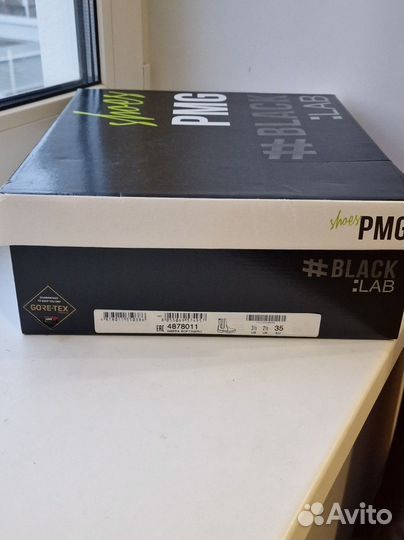 shoes
PMG
#BLACK
:LAB
shoes PMG
#BLACK
:LAB
GORE-TEX
EAC 4878011
35
Avito